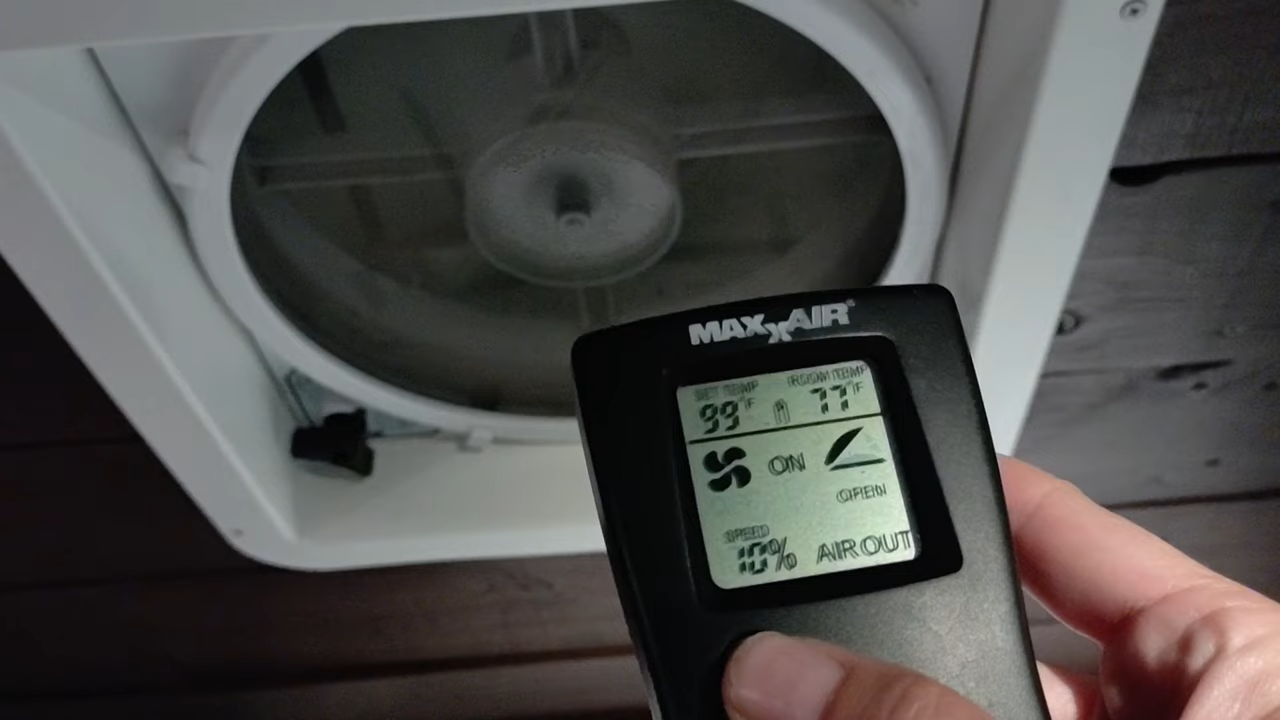 MAXXAIR®
SET TEMP ROOM TEMP
99°F 77°F
ON
OPEN
SPEED
10% AIR OUT